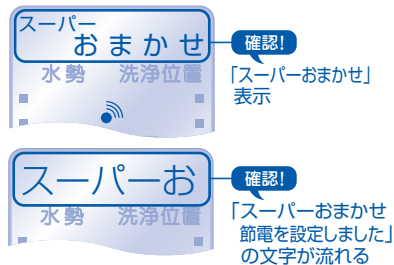 スーパー
おまかせ
確認!
水勢 洗浄位置
「スーパーおまかせ」
表示
スーパーお
確認!
水勢 洗浄位置
「スーパーおまかせ
節電を設定しました」
の文字が流れる